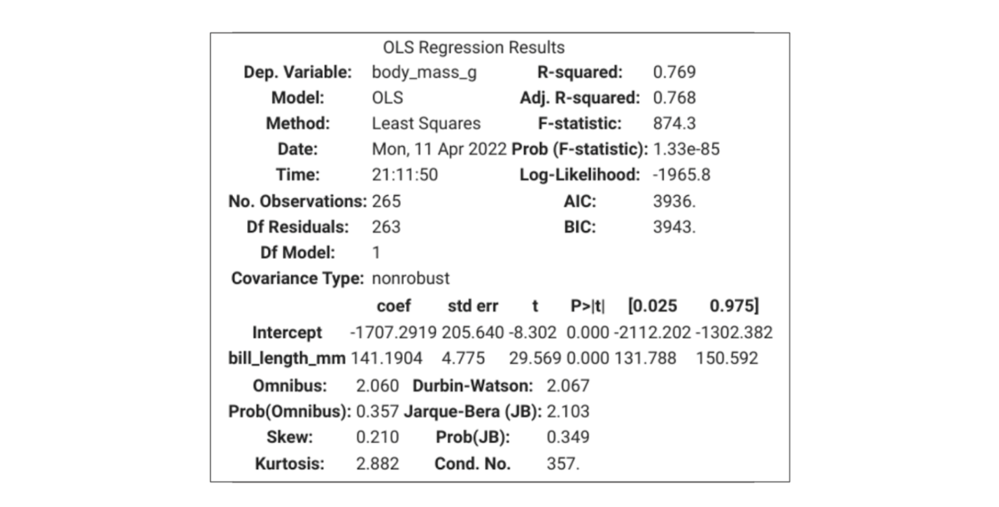 OLS Regression Results
Dep. Variable: body_mass_g R-squared: 0.769
Model: OLS Adj. R-squared: 0.768
Method: Least Squares F-statistic: 874.3
Date: Mon, 11 Apr 2022 Prob (F-statistic): 1.33e-85
Time: 21:11:50 Log-Likelihood: -1965.8
No. Observations: 265 AIC: 3936.
Df Residuals: 263 BIC: 3943.
Df Model: 1
Covariance Type: nonrobust
coef std err t P>|t| [0.025 0.975]
Intercept -1707.2919 205.640 -8.302 0.000 -2112.202 -1302.382
bill_length_mm 141.1904 4.775 29.569 0.000 131.788 150.592
Omnibus: 2.060 Durbin-Watson: 2.067
Prob(Omnibus): 0.357 Jarque-Bera (JB): 2.103
Skew: 0.210 Prob(JB): 0.349
Kurtosis: 2.882 Cond. No. 357.